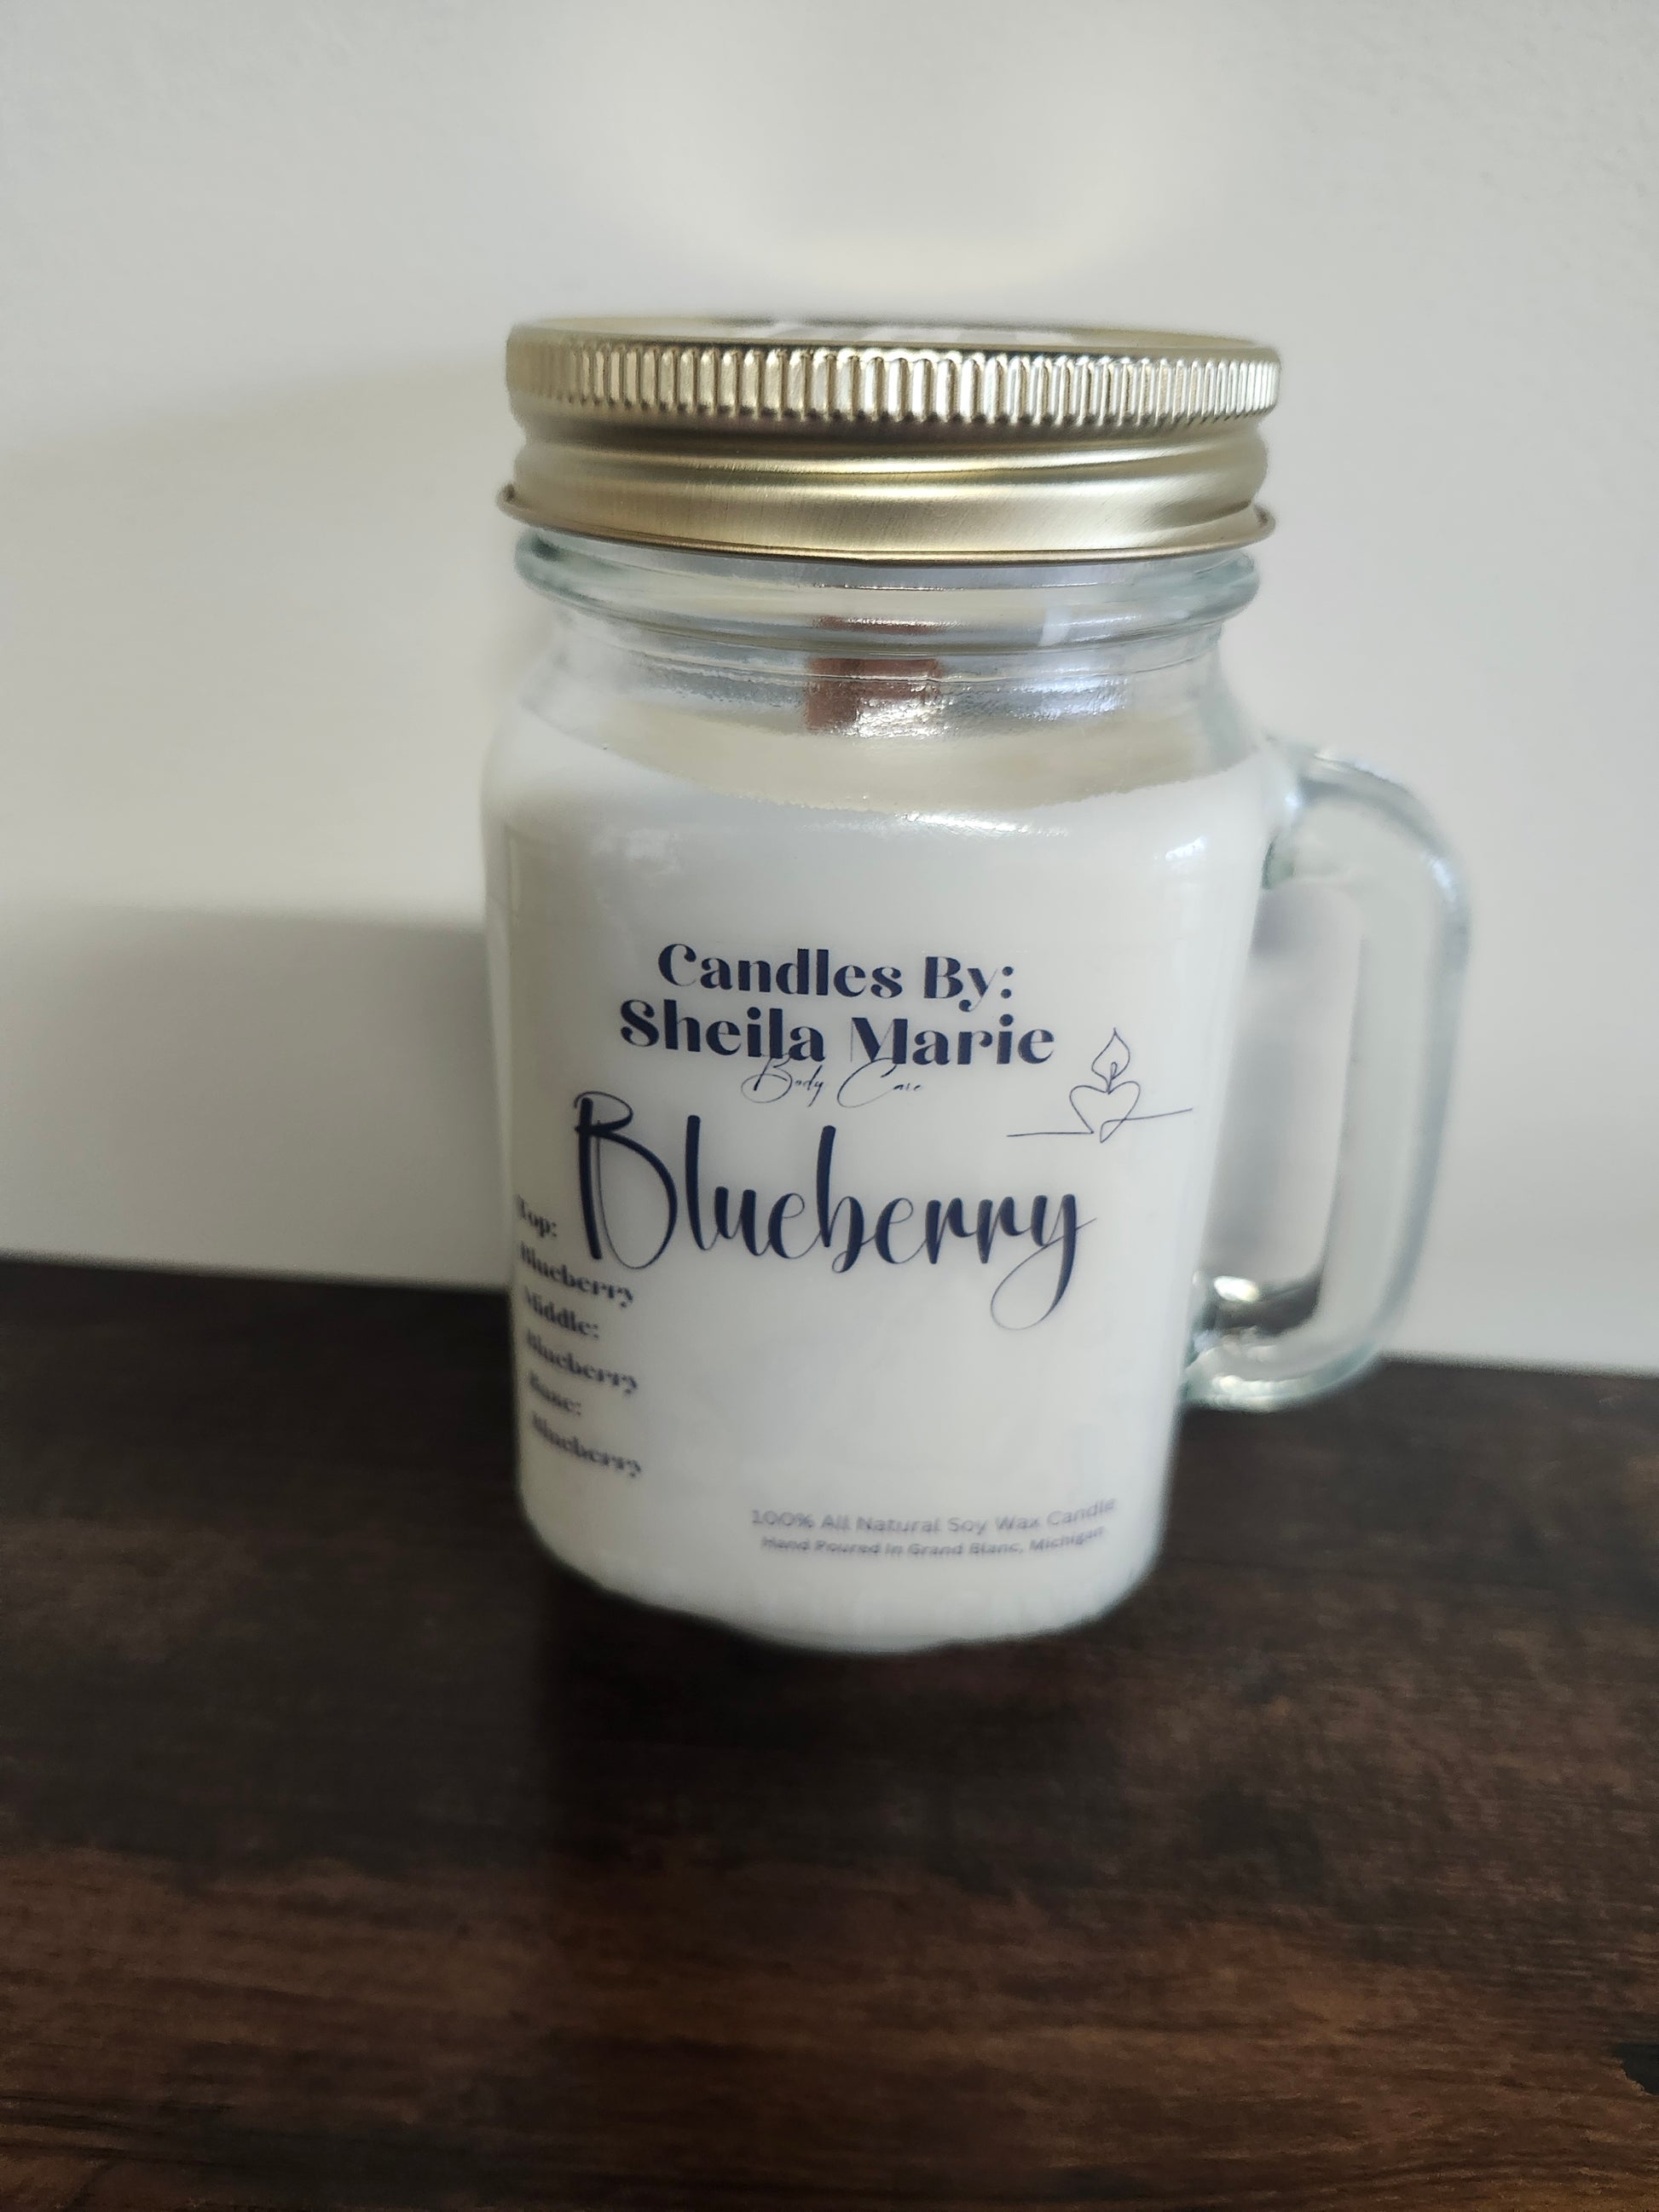 Candles By:
Sheila Marie
Body Care
Blueberry
Top:
Blueberry
Middle:
Blueberry
Base:
Blueberry
100% All Natural Soy Wax Candle
Hand Poured In Grand Blanc, Michigan